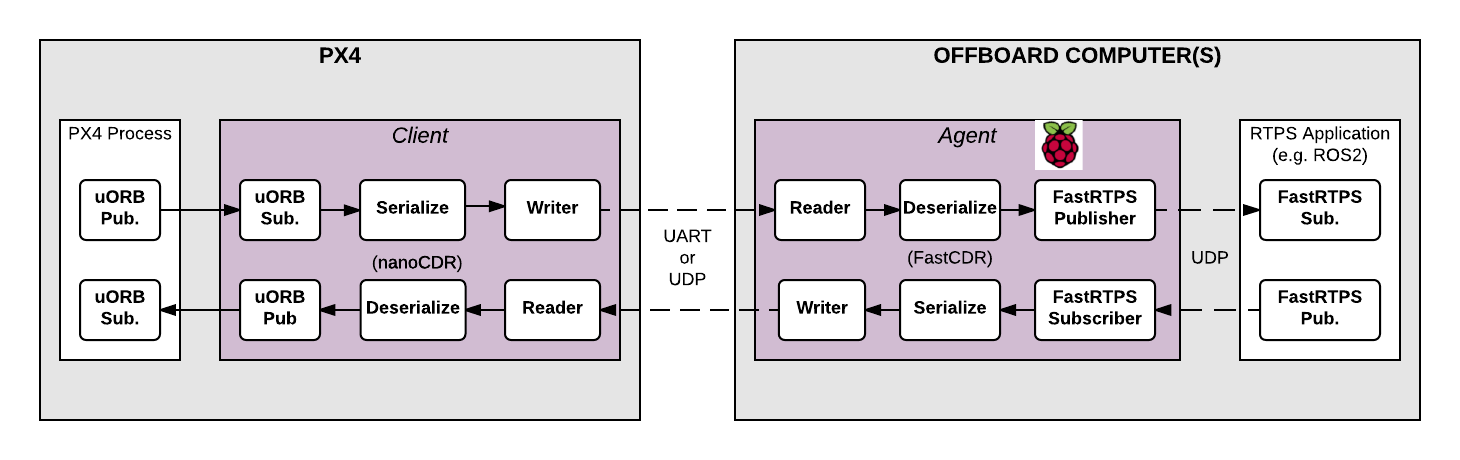 PX4
OFFBOARD COMPUTER(S)
PX4 Process
Client
Agent
RTPS Application
(e.g. ROS2)
uORB
Pub.
uORB
Sub.
Serialize
Writer
Reader
Deserialize
FastRTPS
Publisher
FastRTPS
Sub.
(nanoCDR)
UART
or
UDP
(FastCDR)
UDP
uORB
Sub.
uORB
Pub
Deserialize
Reader
Writer
Serialize
FastRTPS
Subscriber
FastRTPS
Pub.